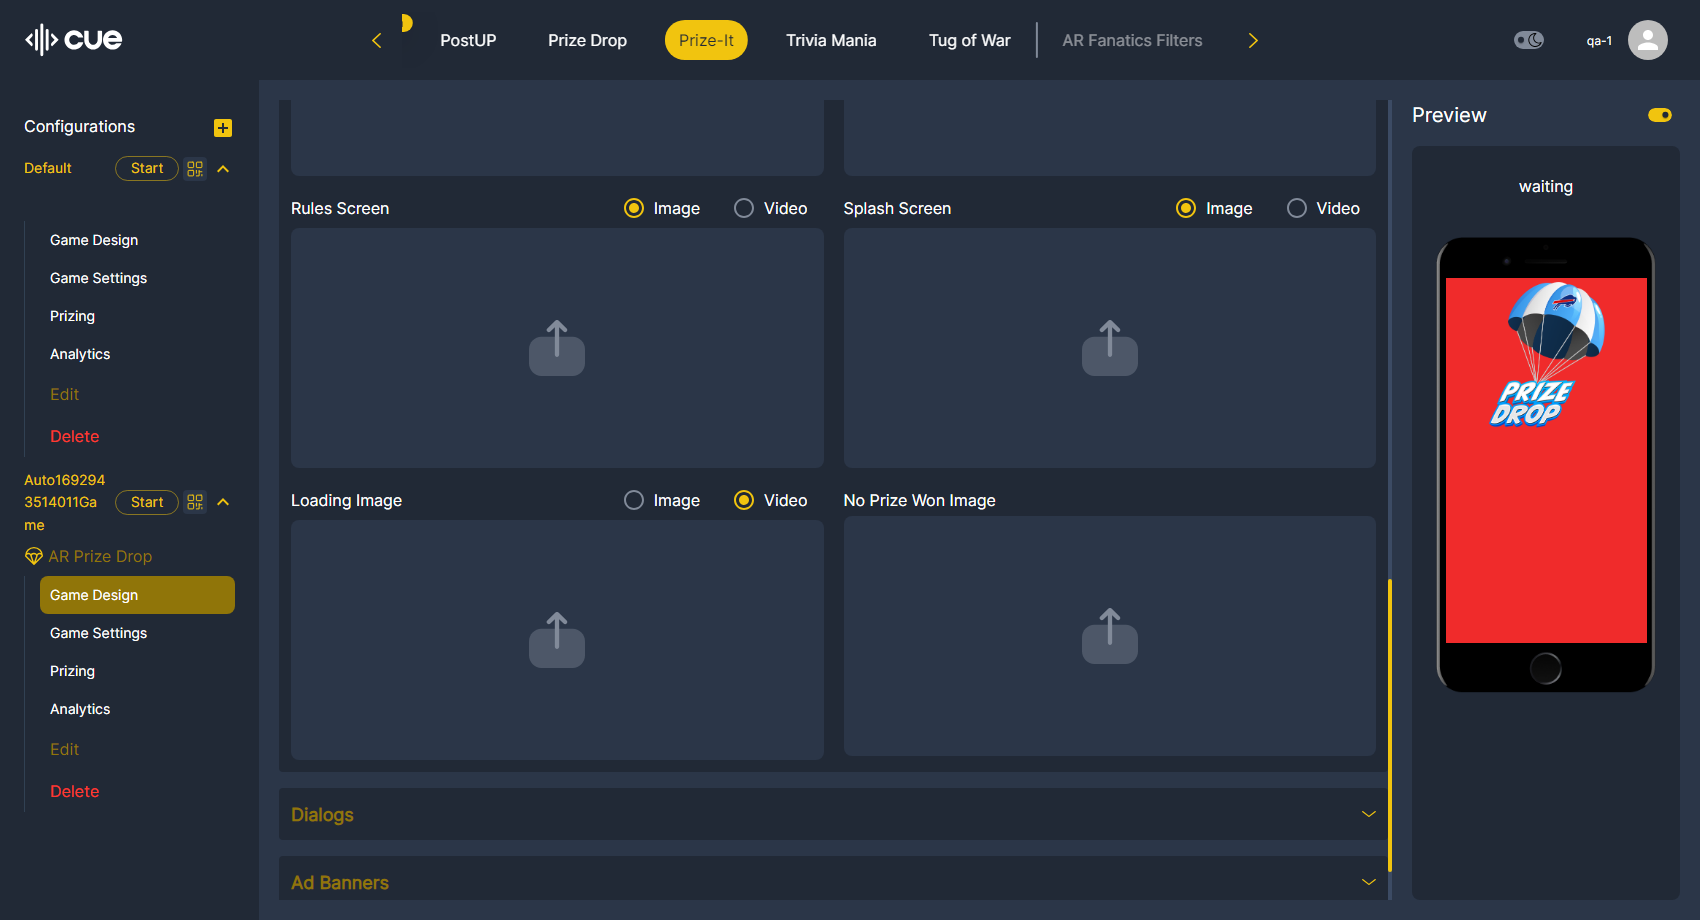 cue
PostUP
Prize Drop
Prize-It
Trivia Mania
Tug of War
AR Fanatics Filters
qa-1
Configurations
Default
Start
Game Design
Game Settings
Prizing
Analytics
Edit
Delete
Auto169294
3514011Ga
me
Start
AR Prize Drop
Game Design
Game Settings
Prizing
Analytics
Edit
Delete
Rules Screen
Image
Video
Splash Screen
Image
Video
Loading Image
Image
Video
No Prize Won Image
Dialogs
Ad Banners
Preview
waiting
PRIZE
DROP